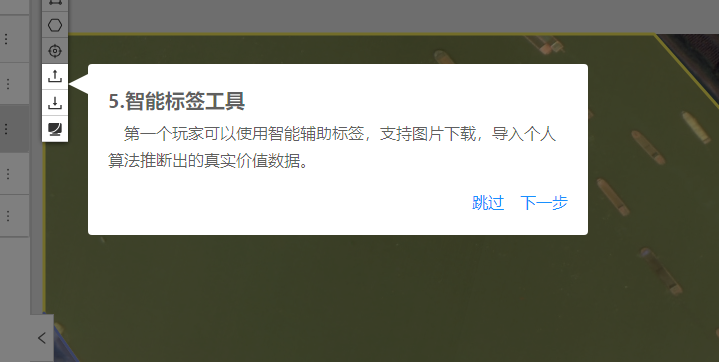 5.智能标签工具
第一个玩家可以使用智能辅助标签，支持图片下载，导入个人
算法推断出的真实价值数据。
跳过 下一步